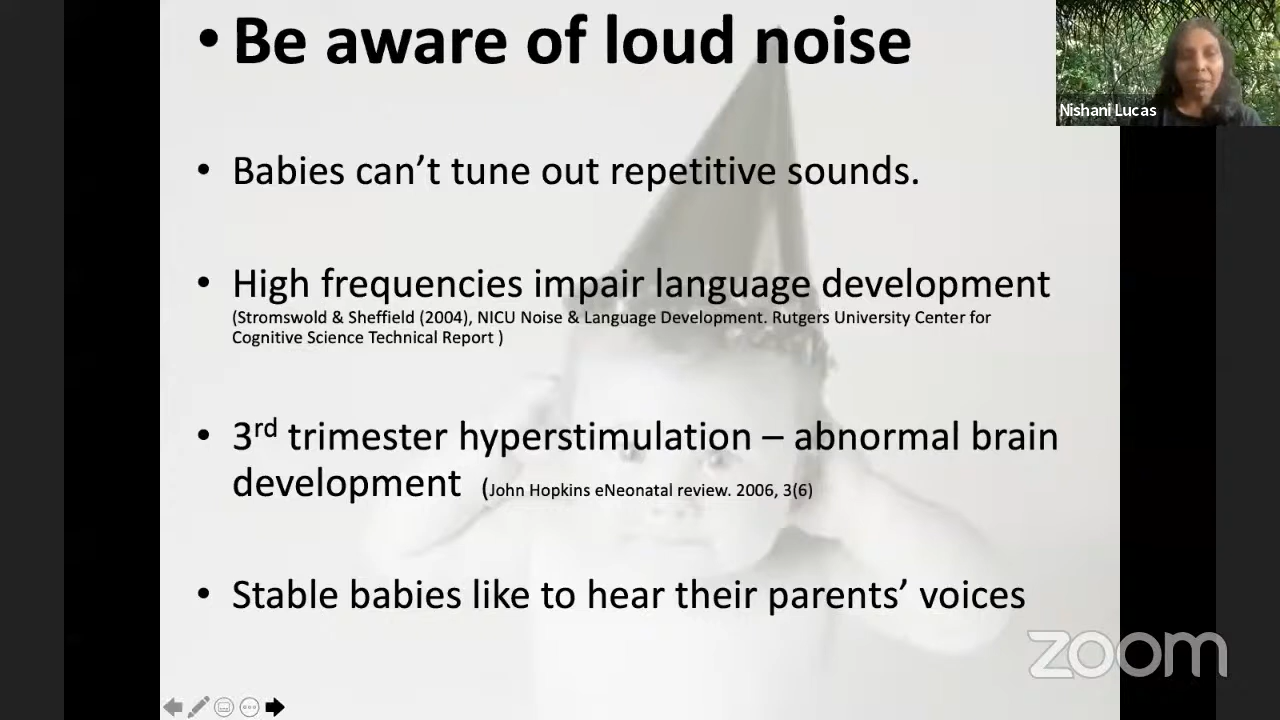 • Be aware of loud noise
Nishani Lucas
• Babies can’t tune out repetitive sounds.
• High frequencies impair language development
(Stromswold & Sheffield (2004), NICU Noise & Language Development. Rutgers University Center for
Cognitive Science Technical Report )
• 3rd trimester hyperstimulation – abnormal brain
development (John Hopkins eNeonatal review. 2006, 3(6)
• Stable babies like to hear their parents’ voices
zoom